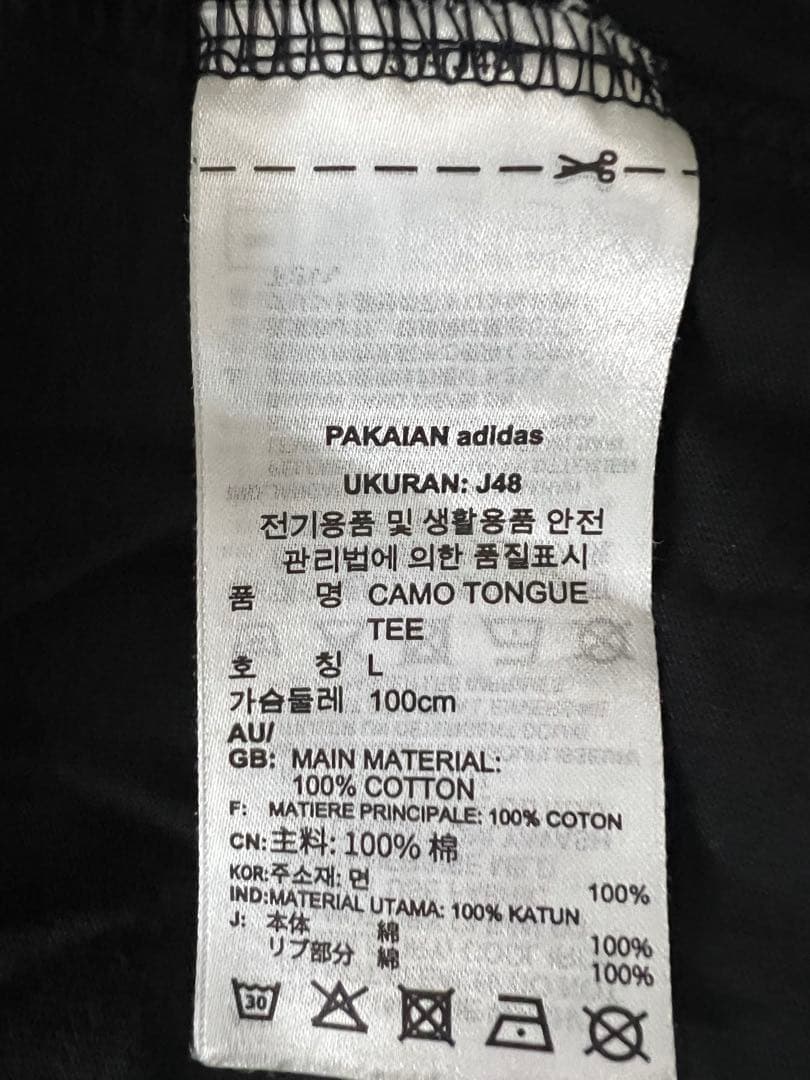 PAKAIAN adidas
UKURAN: J48
전기용품 및 생활용품 안전
관리법에 의한 품질표시
품 명 CAMO TONGUE
TEE
호 칭 L
가슴둘레 100cm
AU/
GB: MAIN MATERIAL:
100% COTTON
F: MATIERE PRINCIPALE: 100% COTON
CN:主料: 100% 棉
KOR:주소재: 면 100%
IND:MATERIAL UTAMA: 100% KATUN
J: 本体 綿 100%
リブ部分 綿 100%
30